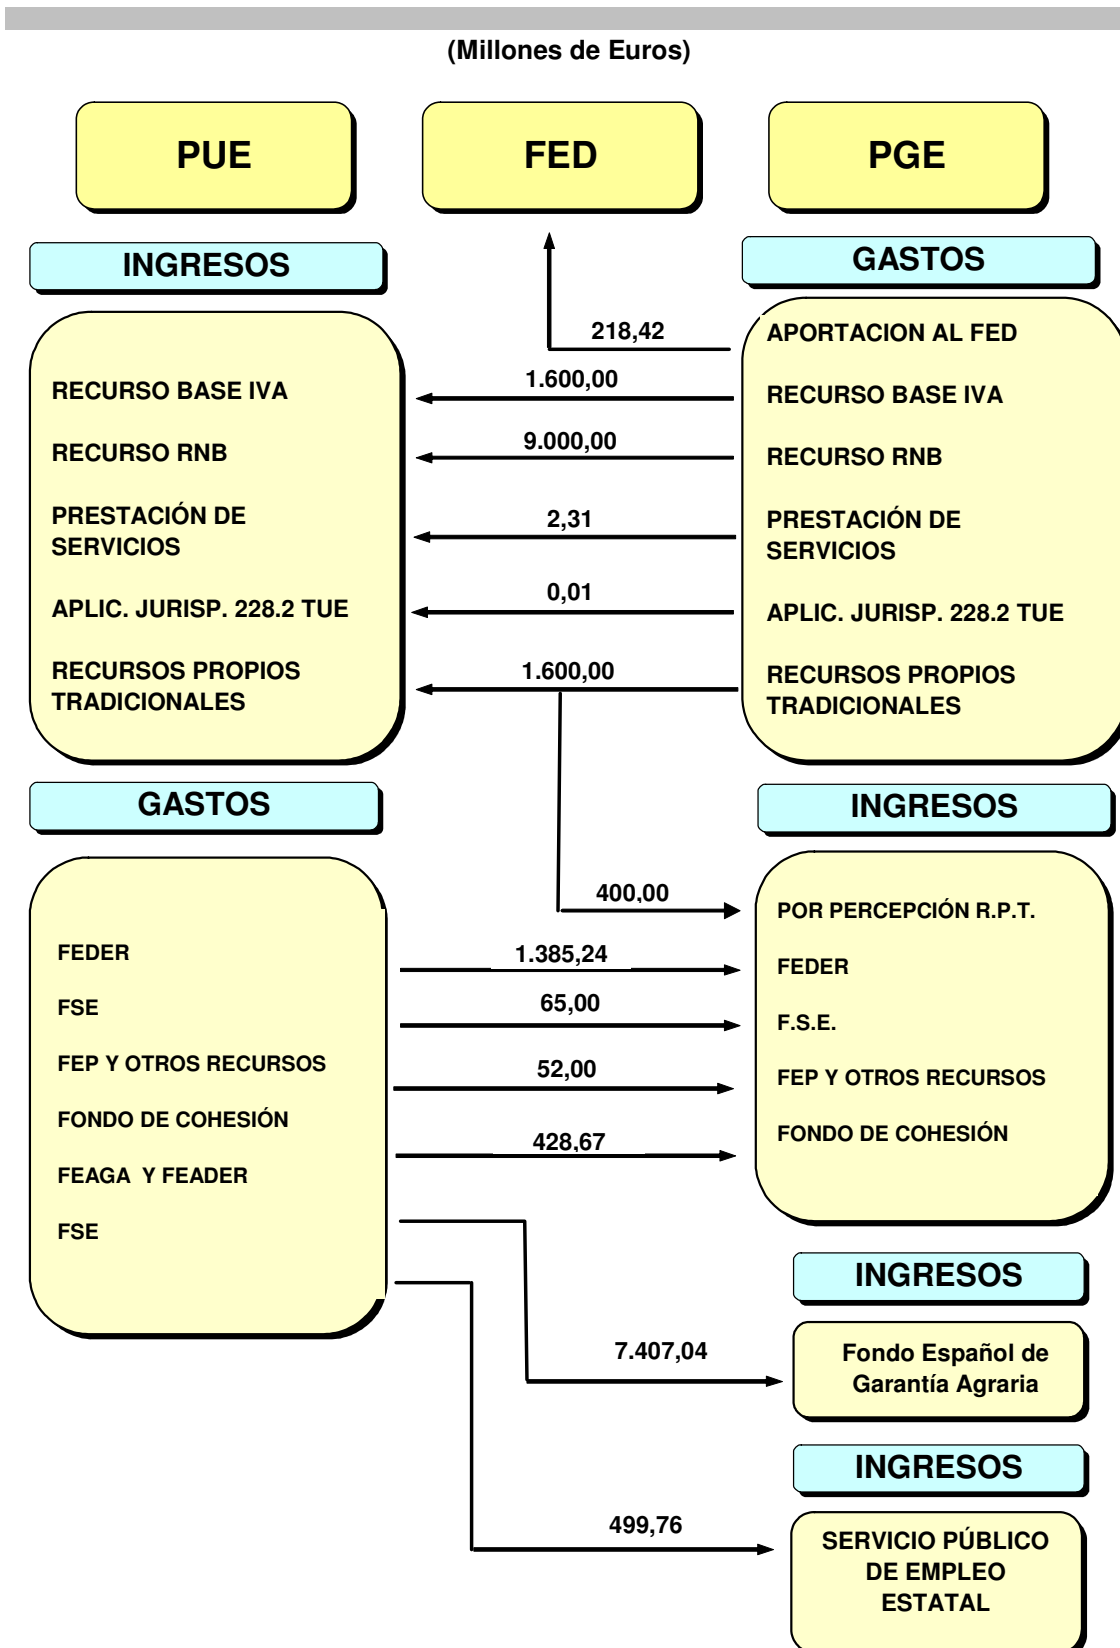 (Millones de Euros)
PUE
FED
PGE
INGRESOS
GASTOS
218,42
APORTACION AL FED
RECURSO BASE IVA
1.600,00
RECURSO BASE IVA
RECURSO RNB
9.000,00
RECURSO RNB
PRESTACIÓN DE
SERVICIOS
2,31
PRESTACIÓN DE
SERVICIOS
APLIC. JURISP. 228.2 TUE
0,01
APLIC. JURISP. 228.2 TUE
RECURSOS PROPIOS
TRADICIONALES
1.600,00
RECURSOS PROPIOS
TRADICIONALES
GASTOS
INGRESOS
400,00
POR PERCEPCIÓN R.P.T.
FEDER
1.385,24
FEDER
FSE
65,00
F.S.E.
FEP Y OTROS RECURSOS
52,00
FEP Y OTROS RECURSOS
FONDO DE COHESIÓN
428,67
FONDO DE COHESIÓN
FEAGA Y FEADER
FSE
INGRESOS
7.407,04
Fondo Español de
Garantía Agraria
INGRESOS
499,76
SERVICIO PÚBLICO
DE EMPLEO
ESTATAL